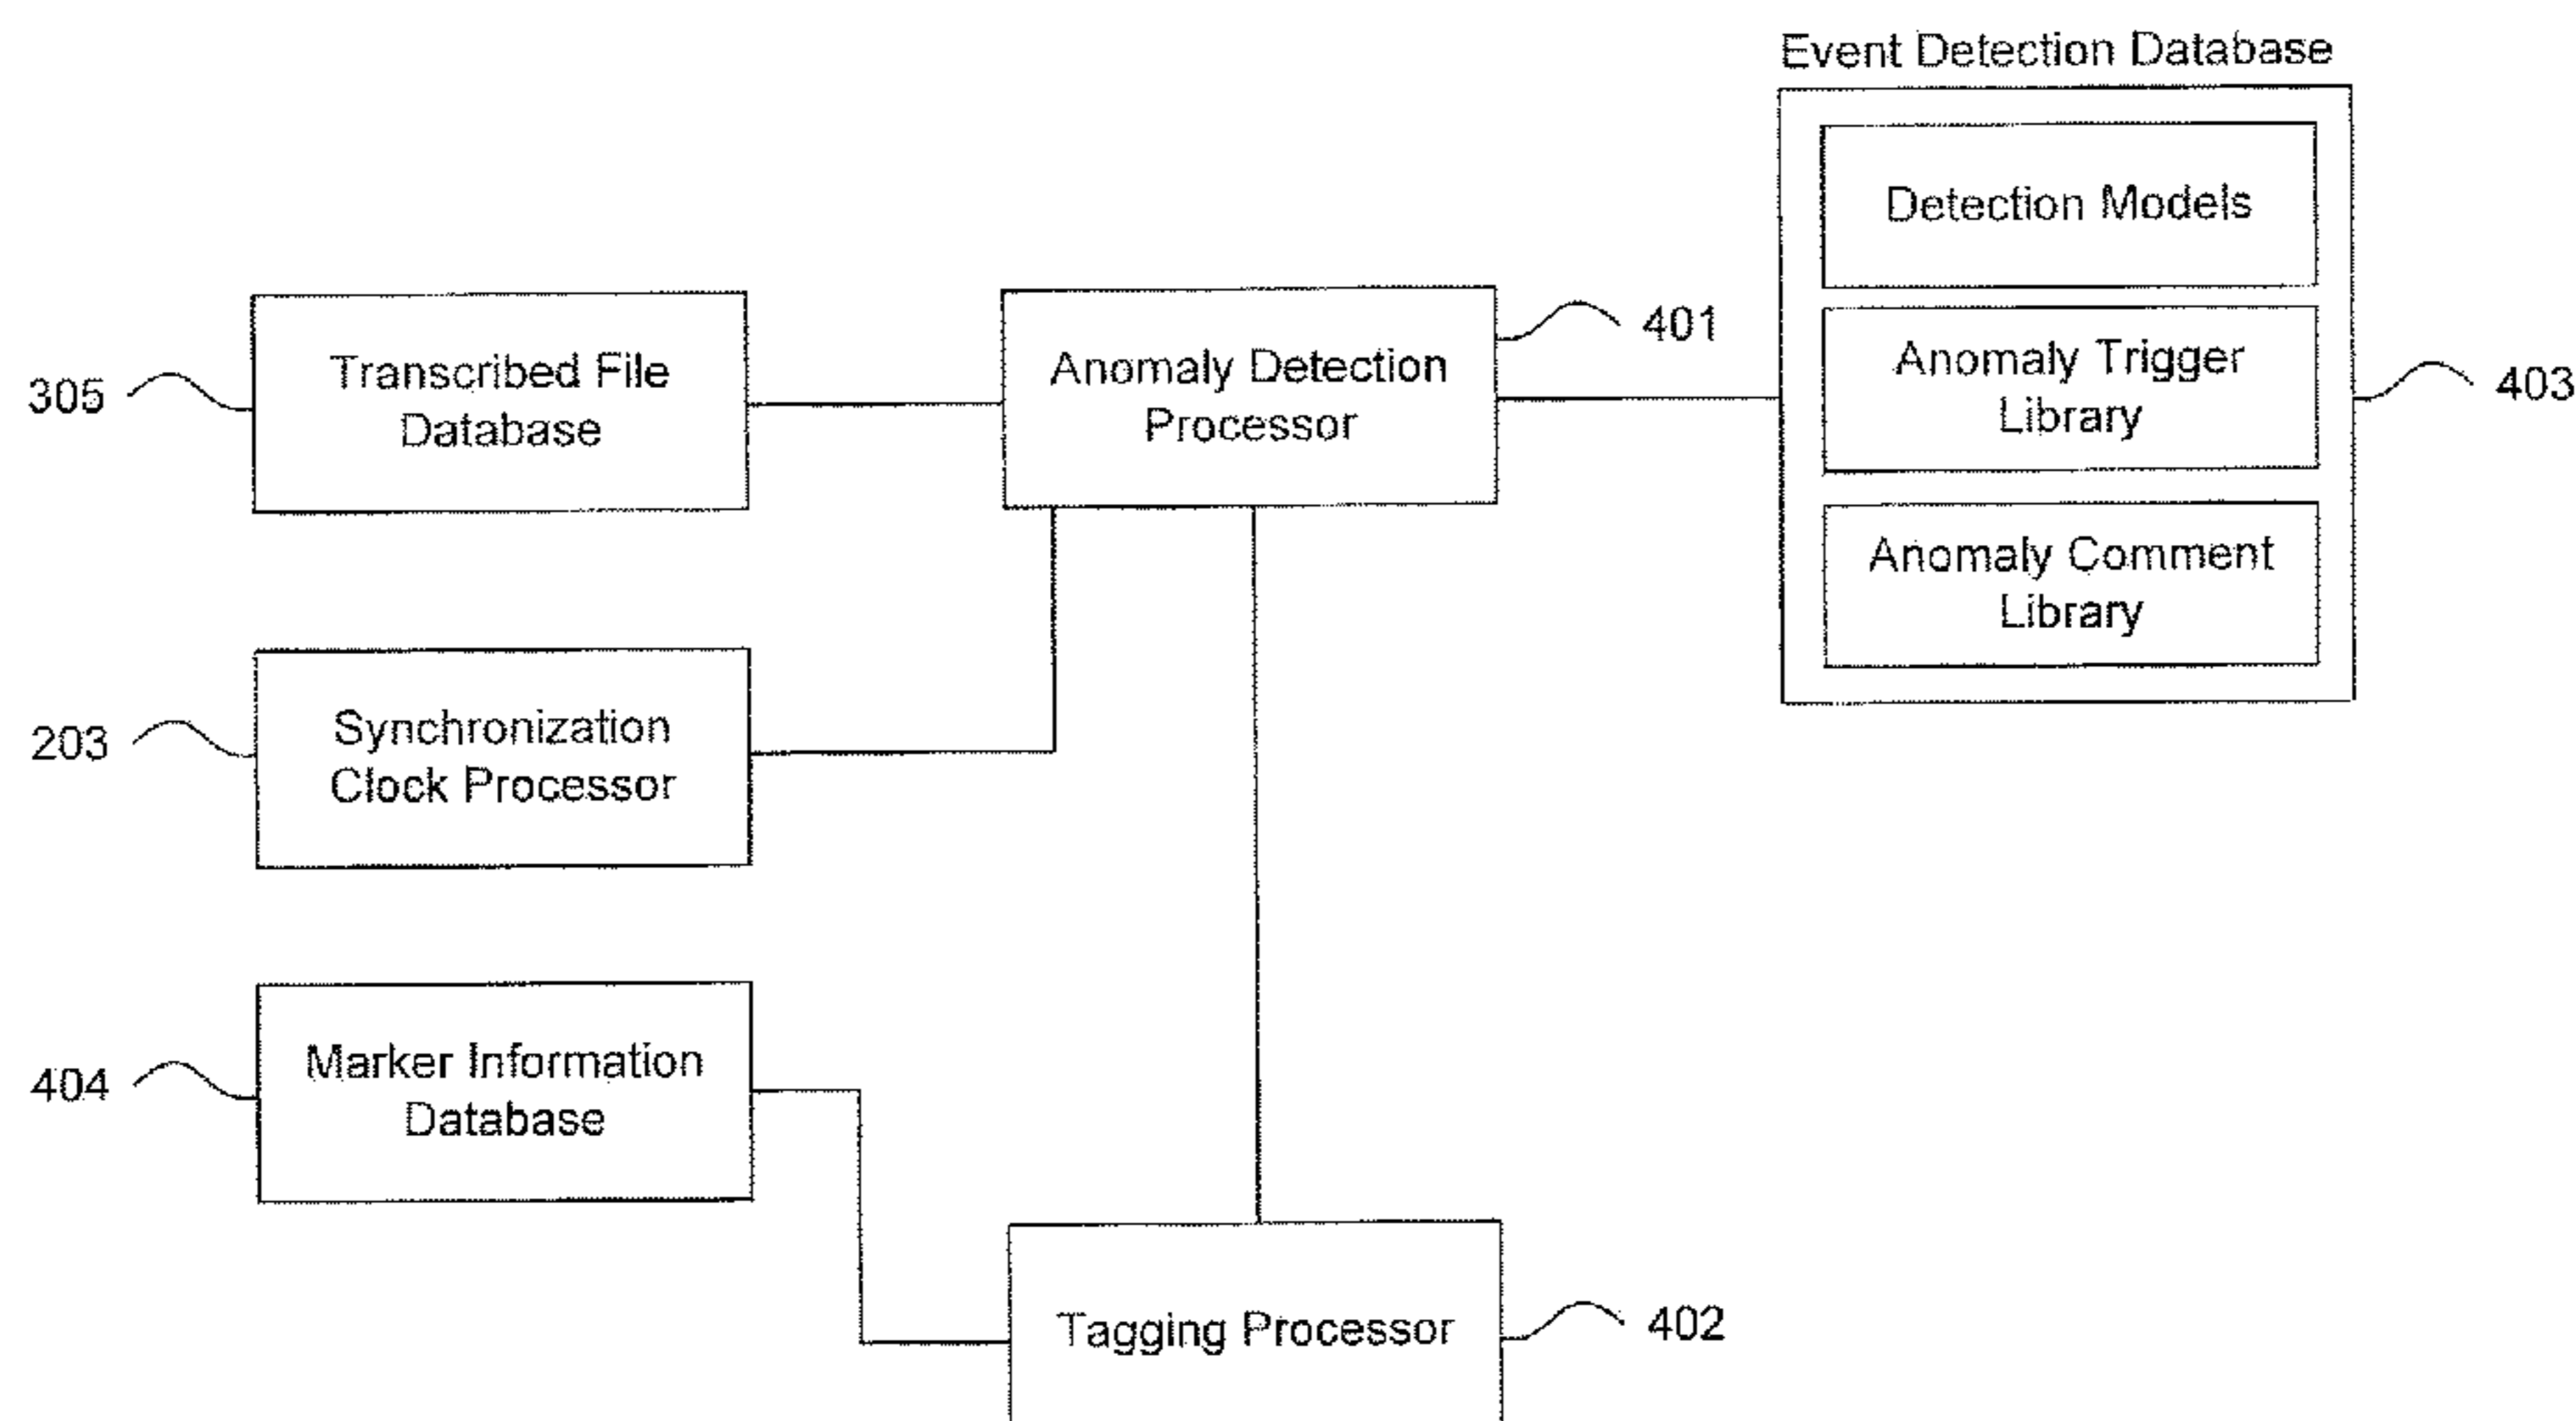 Event Detection Database
Detection Models
Anomaly Trigger
Library
Anomaly Comment
Library
403
305
Transcribed File
Database
Anomaly Detection
Processor
401
203
Synchronization
Clock Processor
404
Marker Information
Database
Tagging Processor
402